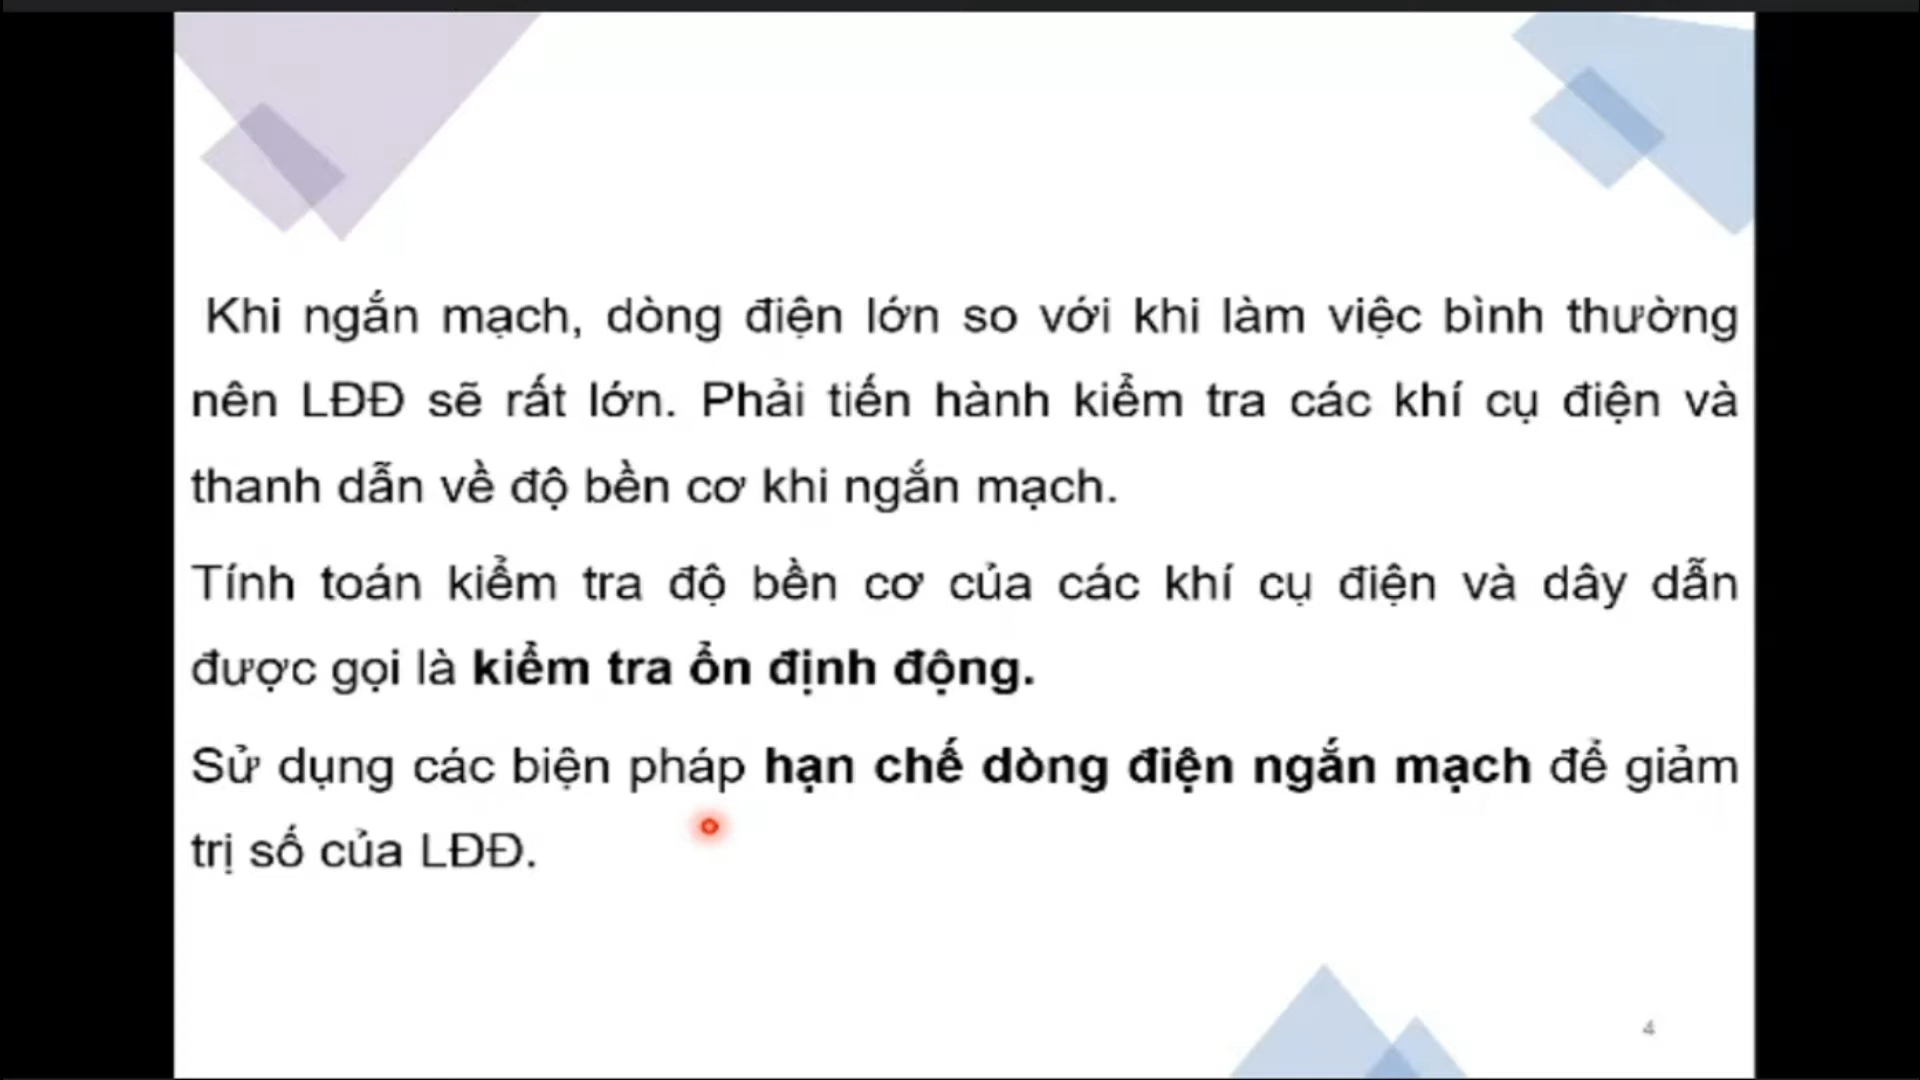 Khi ngắn mạch, dòng điện lớn so với khi làm việc bình thường
nên LĐĐ sẽ rất lớn. Phải tiến hành kiểm tra các khí cụ điện và
thanh dẫn về độ bền cơ khi ngắn mạch.
Tính toán kiểm tra độ bền cơ của các khí cụ điện và dây dẫn
được gọi là kiểm tra ổn định động.
Sử dụng các biện pháp hạn chế dòng điện ngắn mạch để giảm
trị số của LĐĐ.
4